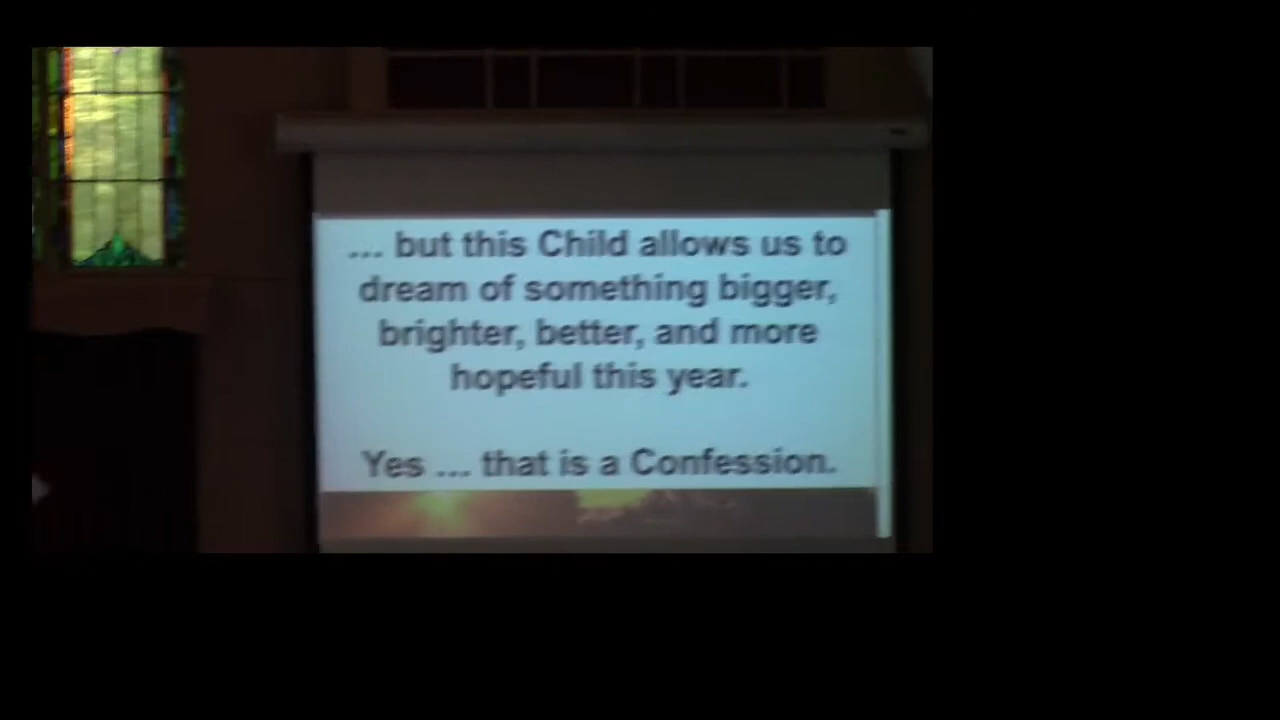 ... but this Child allows us to
dream of something bigger,
brighter, better, and more
hopeful this year.
Yes ... that is a Confession.